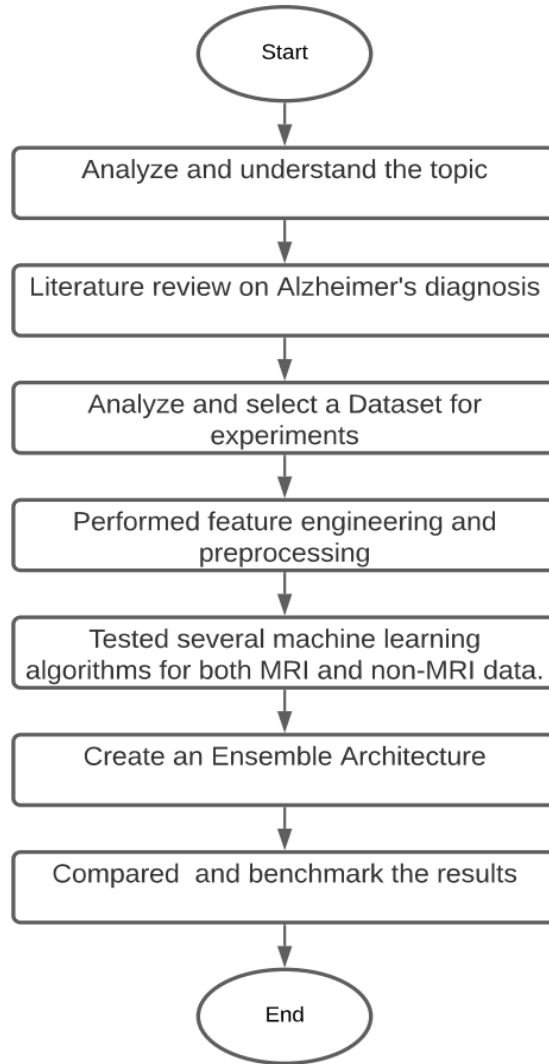 Start
Analyze and understand the topic
Literature review on Alzheimer's diagnosis
Analyze and select a Dataset for
experiments
Performed feature engineering and
preprocessing
Tested several machine learning
algorithms for both MRI and non-MRI data.
Create an Ensemble Architecture
Compared  and benchmark the results
End